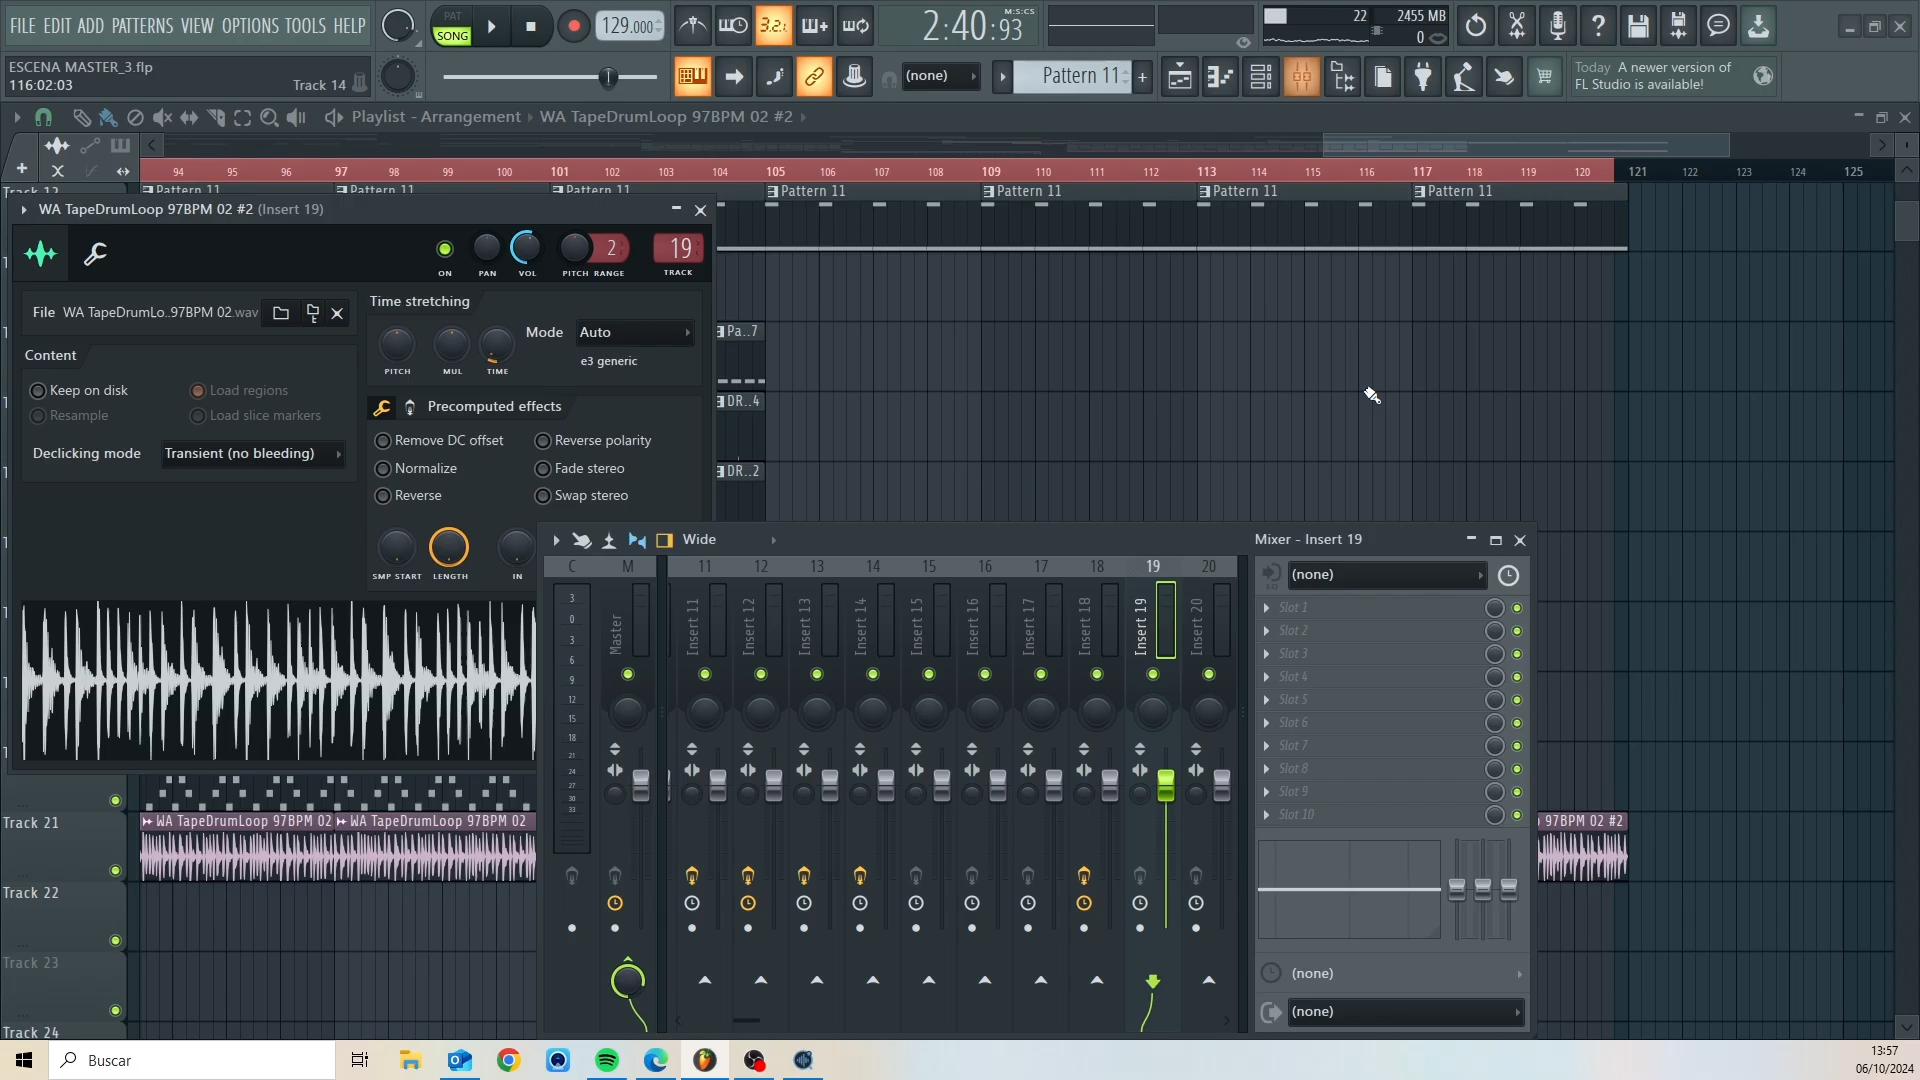 FILE EDIT ADD PATTERNS VIEW OPTIONS TOOLS HELP
PAT
SONG
129.000
3.2.
2:40:93
M:S:CS
22
2455 MB
0
ESCENA MASTER_3.flp
116:02:03
Track 14
(none)
Pattern 11
Today A newer version of
FL Studio is available!
Playlist - Arrangement › WA TapeDrumLoop 97BPM 02 #2 ›
94 95 96 97 98 99 100 101 102 103 104 105 106 107 108 109 110 111 112 113 114 115 116 117 118 119 120 121 122 123 124 125
Track 12
Pattern 11 Pattern 11 Pattern 11 Pattern 11 Pattern 11 Pattern 11 Pattern 11
WA TapeDrumLoop 97BPM 02 #2 (Insert 19)
2
19
ON PAN VOL PITCH RANGE TRACK
File WA TapeDrumLo..97BPM 02.wav
Content
Keep on disk
Load regions
Resample
Load slice markers
Declicking mode
Transient (no bleeding)
Time stretching
PITCH MUL TIME
Mode
Auto
e3 generic
Precomputed effects
Remove DC offset
Reverse polarity
Normalize
Fade stereo
Reverse
Swap stereo
SMP START LENGTH IN
Pa..7
DR..4
DR..2
Wide
C M 11 12 13 14 15 16 17 18 19 20
3
0
3
6
9
12
15
18
21
24
27
30
33
Master
Insert 11
Insert 12
Insert 13
Insert 14
Insert 15
Insert 16
Insert 17
Insert 18
Insert 19
Insert 20
Mixer - Insert 19
(none)
Slot 1
Slot 2
Slot 3
Slot 4
Slot 5
Slot 6
Slot 7
Slot 8
Slot 9
Slot 10
(none)
(none)
Track 21
WA TapeDrumLoop 97BPM 02
WA TapeDrumLoop 97BPM 02
97BPM 02 #2
Track 22
Track 23
Track 24
Buscar
13:57
06/10/2024